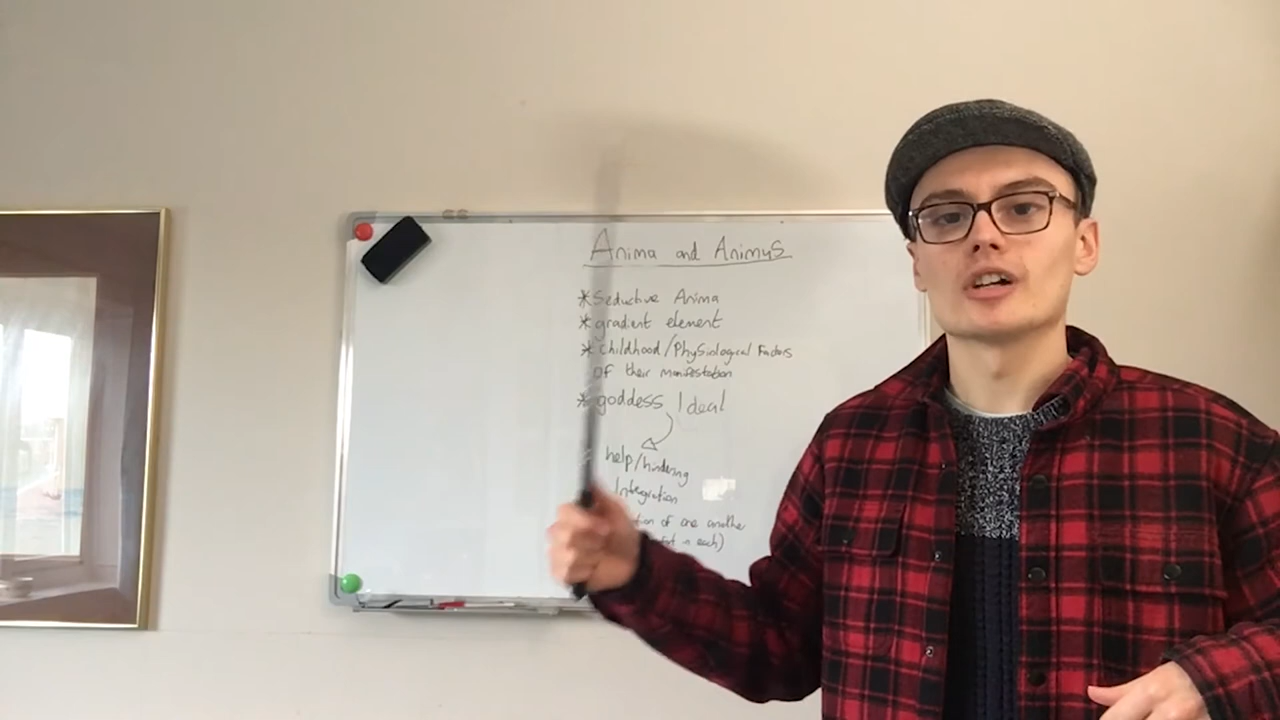 Anima and Animus
* Seductive Anima
* gradient element
* childhood/Physiological Factors
of their manifestation
* goddess Ideal
help/hindering
Integration
of one another
in each)